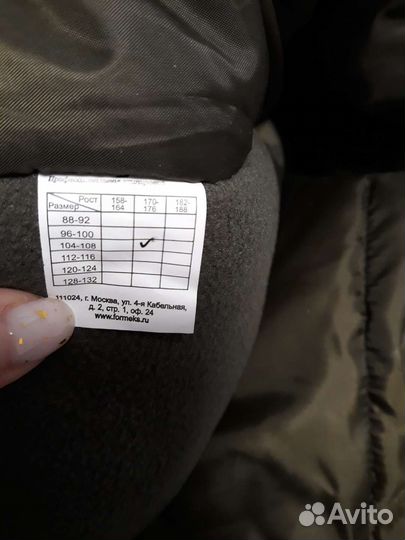 Рост 158-164 170-176 182-188
Размер
88-92
96-100
104-108 ✓
112-116
120-124
128-132
111024, г. Москва, ул. 4-я Кабельная,
д. 2, стр. 1, оф. 24
www.formeks.ru
Avito